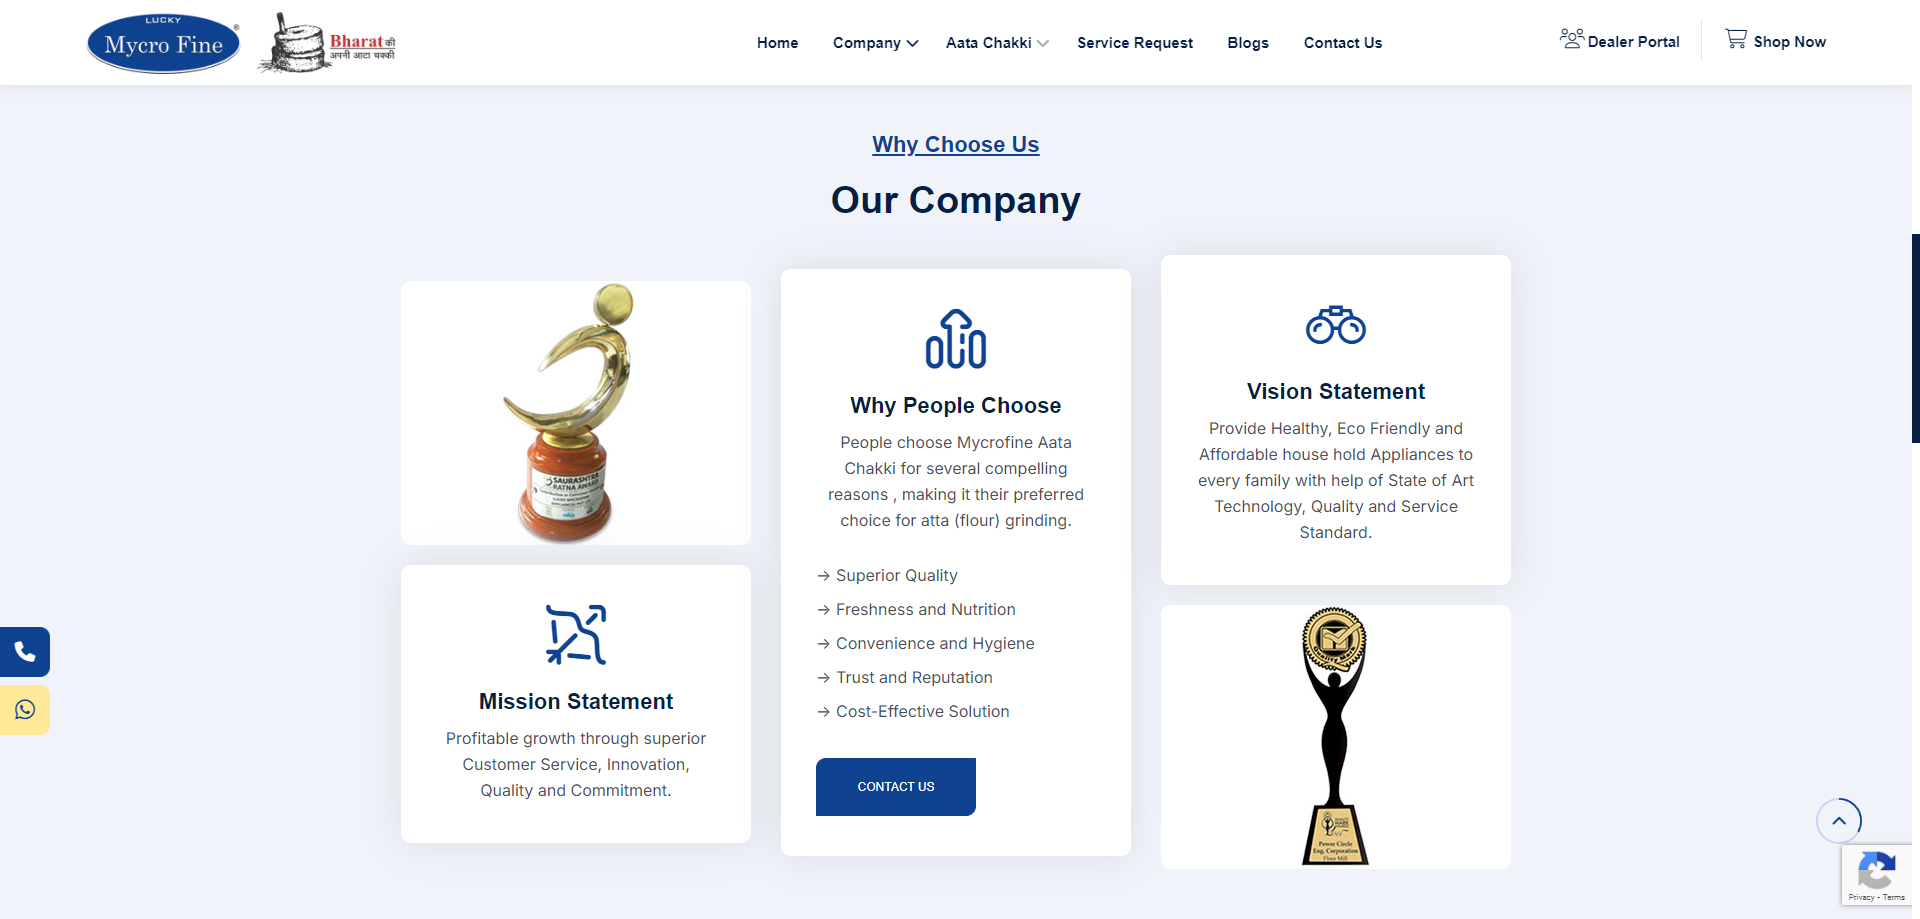 LUCKY
Mycro Fine
®
Bharat की
अपनी आटा चक्की
Home
Company
Aata Chakki
Service Request
Blogs
Contact Us
Dealer Portal
Shop Now
Why Choose Us
Our Company
SAURASHTRA
RATNA AWARD
Mission Statement
Profitable growth through superior
Customer Service, Innovation,
Quality and Commitment.
Why People Choose
People choose Mycrofine Aata
Chakki for several compelling
reasons , making it their preferred
choice for atta (flour) grinding.
→ Superior Quality
→ Freshness and Nutrition
→ Convenience and Hygiene
→ Trust and Reputation
→ Cost-Effective Solution
CONTACT US
Vision Statement
Provide Healthy, Eco Friendly and
Affordable house hold Appliances to
every family with help of State of Art
Technology, Quality and Service
Standard.
Quality Mark
Power Circle
Eng. Corporation
Flour Mill
Privacy - Terms